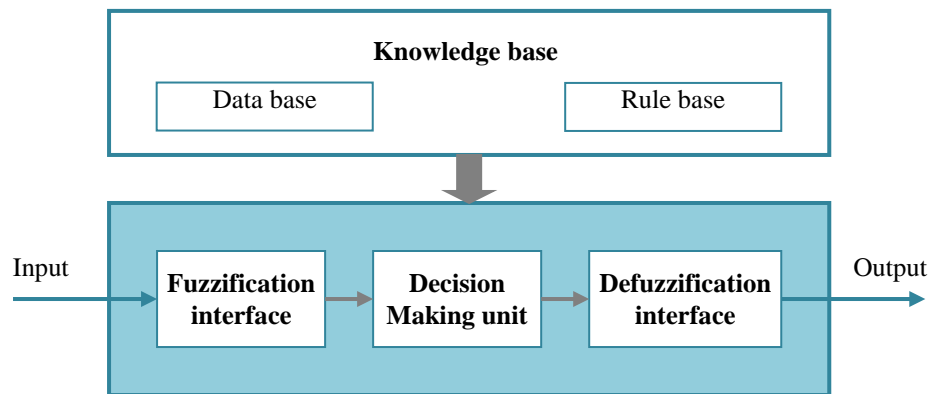 Knowledge base
Data base
Rule base
Input
Fuzzification
interface
Decision
Making unit
Defuzzification
interface
Output